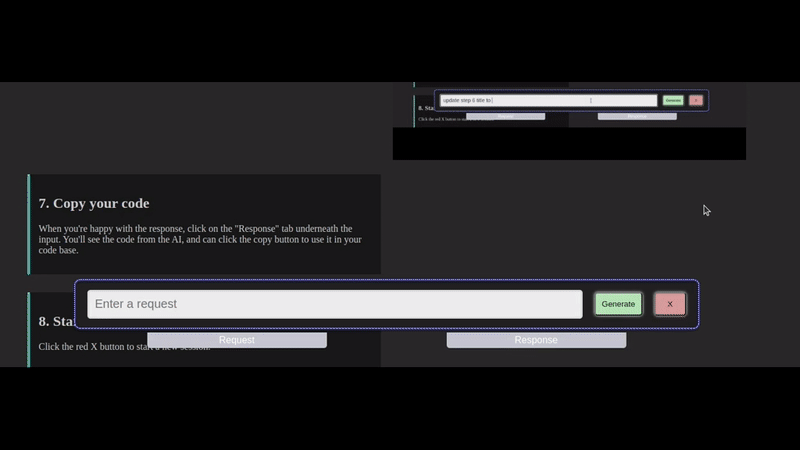 update step 6 title to:
Generate
X
8. Sta
Click the red X button to
7. Copy your code
When you're happy with the response, click on the "Response" tab underneath the
input. You'll see the code from the AI, and can click the copy button to use it in your
code base.
Enter a request
Generate
X
8. Sta
Click the red X button to start a new session.
Request
Response